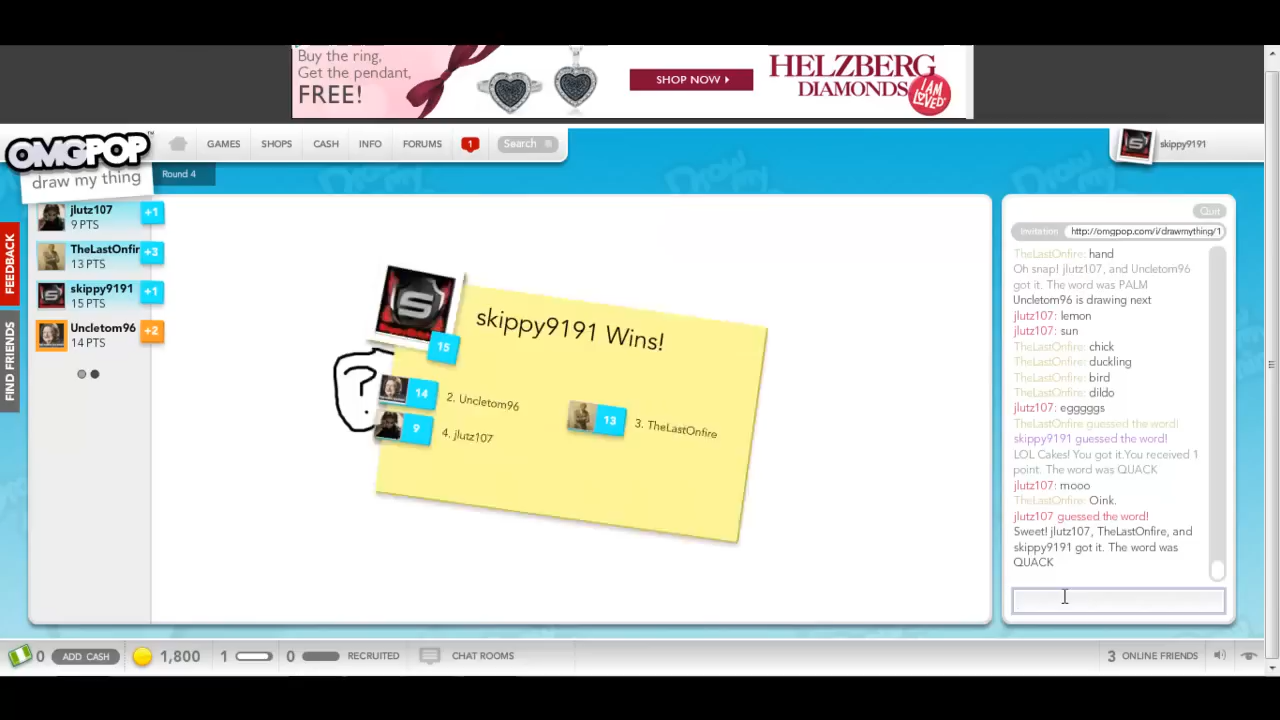 Buy the ring,
Get the pendant,
FREE!
SHOP NOW
HELZBERG
DIAMONDS
I AM
LOVED
OMGPOP
draw my thing
GAMES
SHOPS
CASH
INFO
FORUMS
1
Search
skippy9191
Round 4
jlutz107
9 PTS
+1
TheLastOnfir
13 PTS
+3
skippy9191
15 PTS
+1
Uncletom96
14 PTS
+2
FEEDBACK
FIND FRIENDS
skippy9191 Wins!
15
?
14
2. Uncletom96
13
3. TheLastOnfire
9
4. jlutz107
Quit
Invitation http://omgpop.com/i/drawmything/1
TheLastOnfire: hand
Oh snap! jlutz107, and Uncletom96
got it. The word was PALM
Uncletom96 is drawing next
jlutz107: lemon
jlutz107: sun
TheLastOnfire: chick
TheLastOnfire: duckling
TheLastOnfire: bird
TheLastOnfire: dildo
jlutz107: egggggs
TheLastOnfire guessed the word!
skippy9191 guessed the word!
LOL Cakes! You got it.You received 1
point. The word was QUACK
jlutz107: mooo
TheLastOnfire: Oink.
jlutz107 guessed the word!
Sweet! jlutz107, TheLastOnfire, and
skippy9191 got it. The word was
QUACK
0 ADD CASH 1,800 1 0 RECRUITED CHAT ROOMS
3 ONLINE FRIENDS